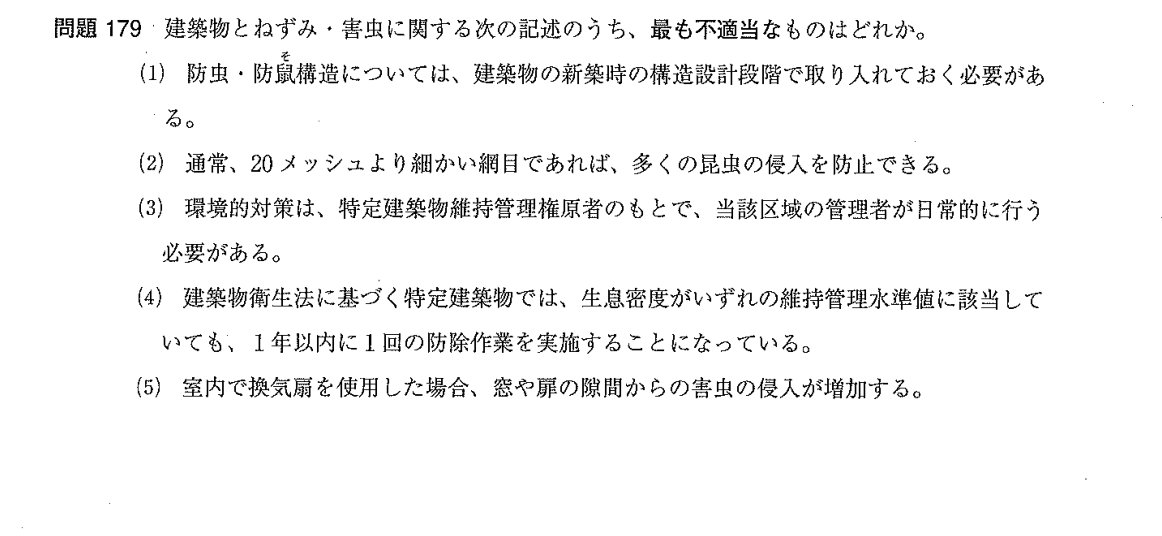 問題 179 建築物とねずみ・害虫に関する次の記述のうち、最も不適当なものはどれか。
そ
(1) 防虫・防鼠構造については、建築物の新築時の構造設計段階で取り入れておく必要があ
る。
(2) 通常、20 メッシュより細かい網目であれば、多くの昆虫の侵入を防止できる。
(3) 環境的対策は、特定建築物維持管理権原者のもとで、当該区域の管理者が日常的に行う
必要がある。
(4) 建築物衛生法に基づく特定建築物では、生息密度がいずれの維持管理水準値に該当して
いても、1年以内に1回の防除作業を実施することになっている。
(5) 室内で換気扇を使用した場合、窓や扉の隙間からの害虫の侵入が増加する。